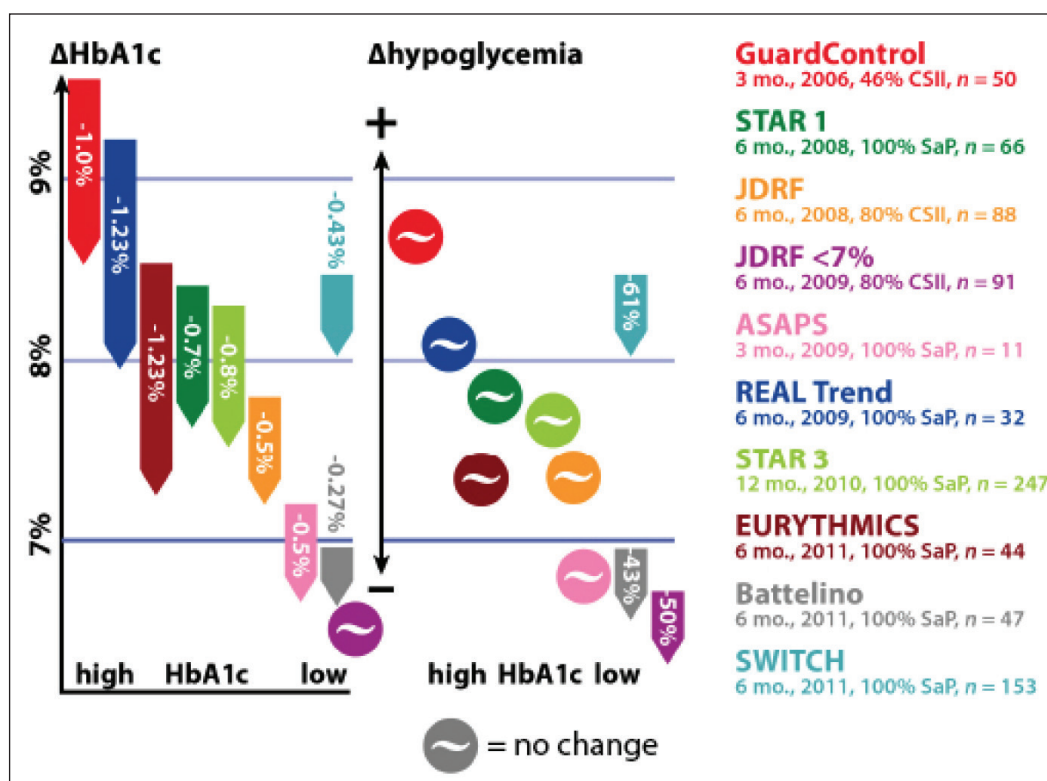 ΔHbA1c
Δhypoglycemia
+
9%
8%
7%
-1.0%
-1.23%
-1.23%
-0.7%
-0.8%
-0.5%
-0.5%
-0.43%
-0.27%
~
high HbA1c low
~
~
~
~
~
~
~
-61%
-43%
-50%
–
high HbA1c low
~ = no change
GuardControl
3 mo., 2006, 46% CSII, n = 50
STAR 1
6 mo., 2008, 100% SaP, n = 66
JDRF
6 mo., 2008, 80% CSII, n = 88
JDRF <7%
6 mo., 2009, 80% CSII, n = 91
ASAPS
3 mo., 2009, 100% SaP, n = 11
REAL Trend
6 mo., 2009, 100% SaP, n = 32
STAR 3
12 mo., 2010, 100% SaP, n = 247
EURYTHMICS
6 mo., 2011, 100% SaP, n = 44
Battelino
6 mo., 2011, 100% SaP, n = 47
SWITCH
6 mo., 2011, 100% SaP, n = 153